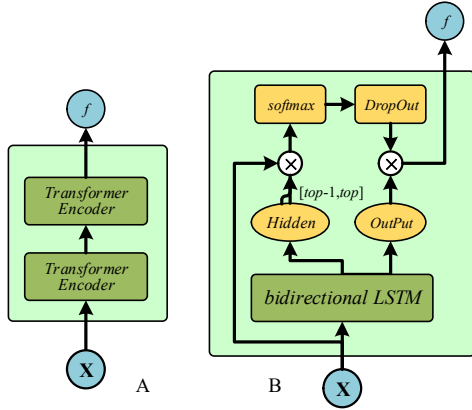 f
Transformer
Encoder
Transformer
Encoder
X
A
f
softmax
DropOut
×
×
[top-1,top]
Hidden
OutPut
bidirectional LSTM
X
B